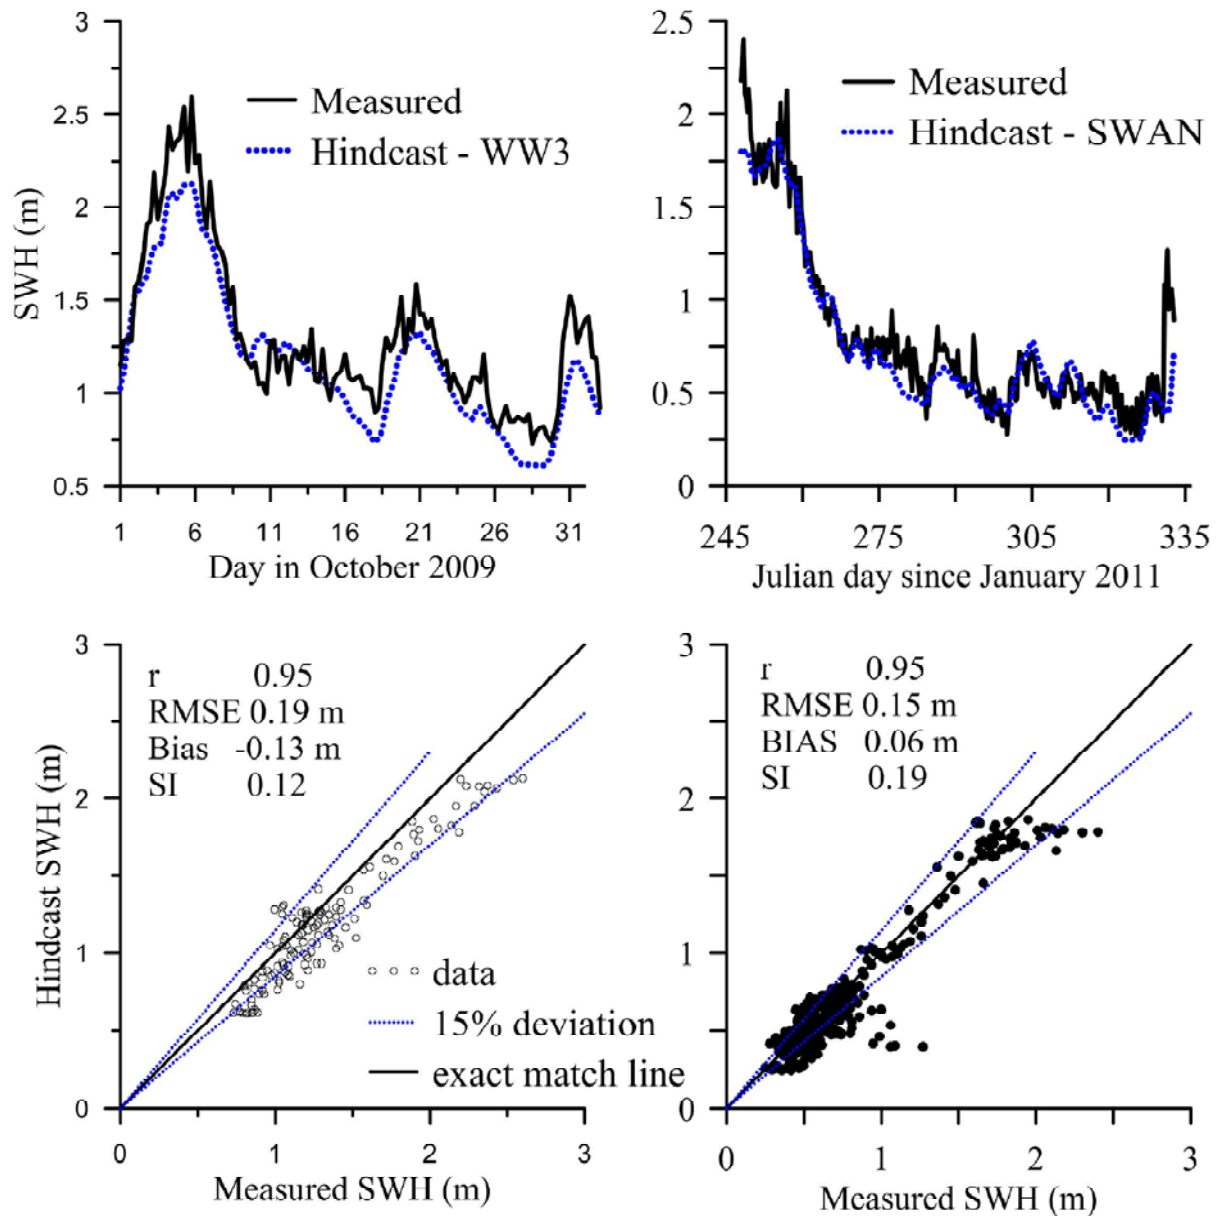 3
2.5
2
1.5
1
0.5
SWH (m)
Measured
Hindcast - WW3
1 6 11 16 21 26 31
Day in October 2009
2.5
2
1.5
1
0.5
0
Measured
Hindcast - SWAN
245 275 305 335
Julian day since January 2011
3
2
1
0
Hindcast SWH (m)
r 0.95
RMSE 0.19 m
Bias -0.13 m
SI 0.12
data
15% deviation
exact match line
0 1 2 3
Measured SWH (m)
3
2
1
0
r 0.95
RMSE 0.15 m
BIAS 0.06 m
SI 0.19
0 1 2 3
Measured SWH (m)